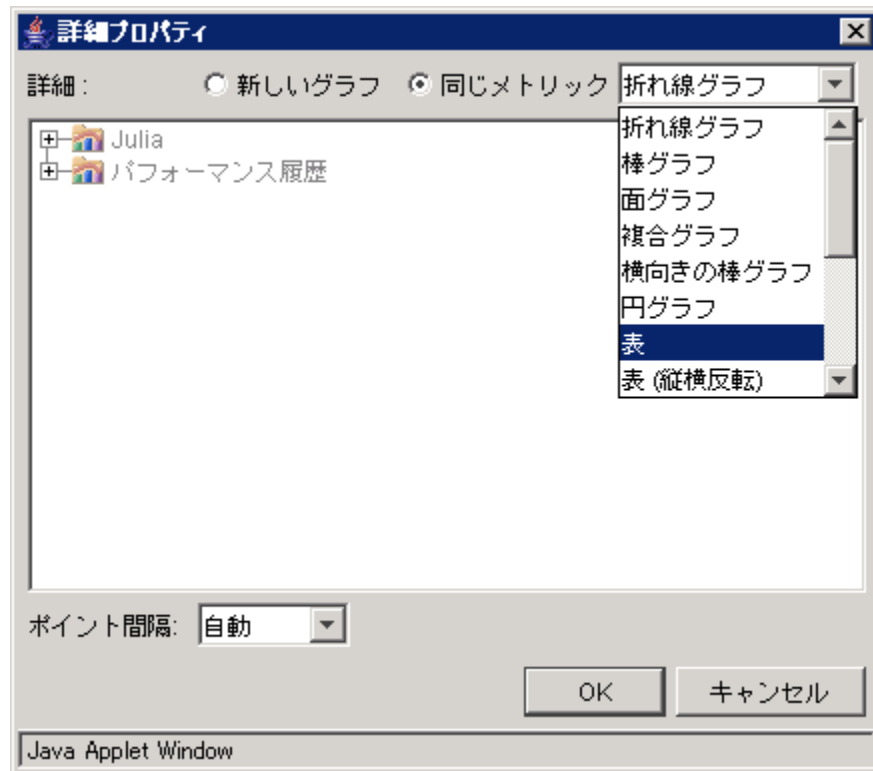 詳細プロパティ
詳細: 新しいグラフ 同じメトリック 折れ線グラフ
折れ線グラフ
棒グラフ
面グラフ
複合グラフ
横向きの棒グラフ
円グラフ
表
表 (縦横反転)
Julia
パフォーマンス履歴
ポイント間隔: 自動
OK キャンセル
Java Applet Window